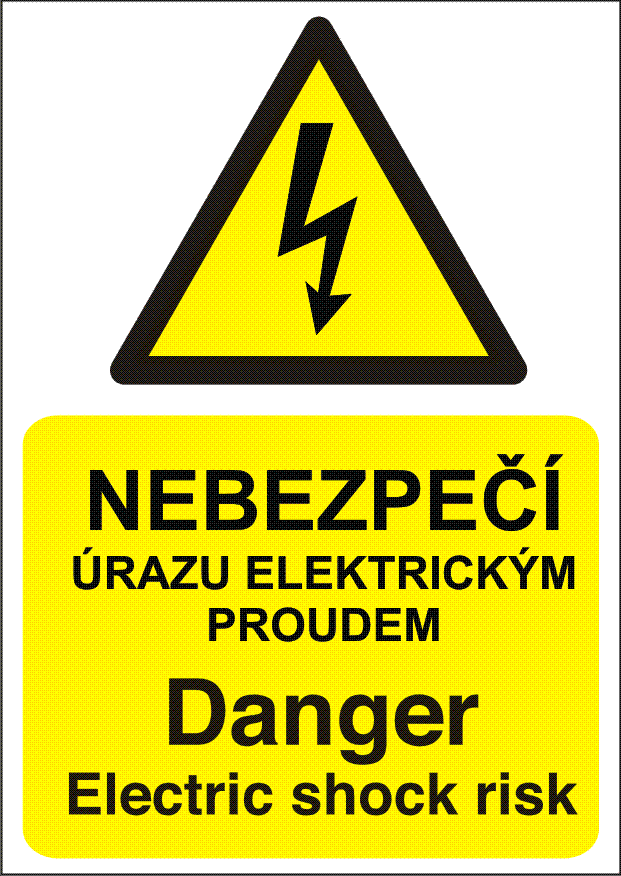 NEBEZPEČÍ
ÚRAZU ELEKTRICKÝM
PROUDEM
Danger
Electric shock risk